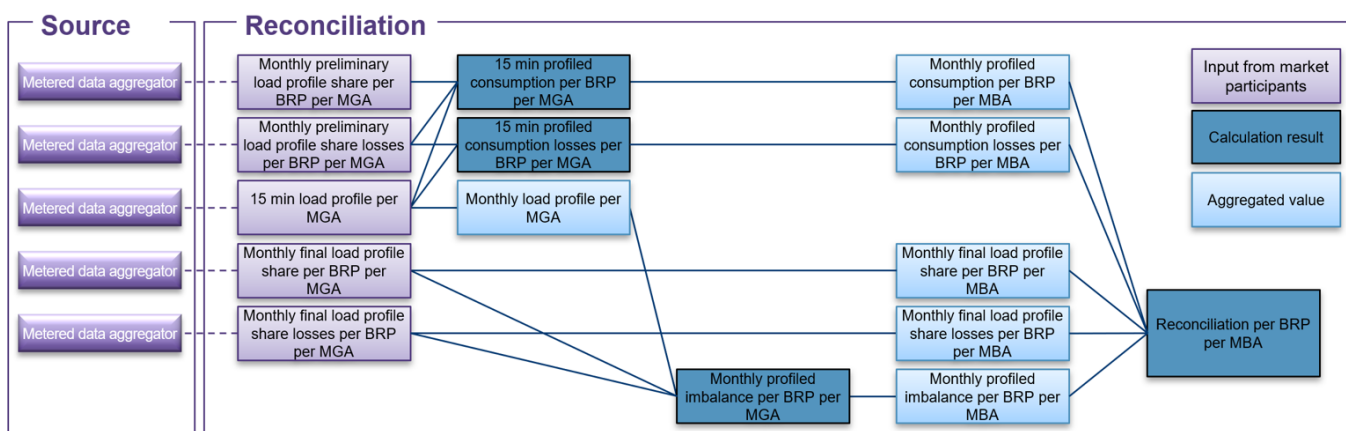 Source
Reconciliation
Metered data aggregator
Monthly preliminary
load profile share per
BRP per MGA
15 min profiled
consumption per BRP
per MGA
Monthly profiled
consumption per BRP
per MBA
Input from market
participants
Metered data aggregator
Monthly preliminary
load profile share losses
per BRP per MGA
15 min profiled
consumption losses per
BRP per MGA
Monthly profiled
consumption losses per
BRP per MBA
Calculation result
Metered data aggregator
15 min load profile per
MGA
Monthly load profile per
MGA
Aggregated value
Metered data aggregator
Monthly final load profile
share per BRP per
MGA
Monthly final load profile
share per BRP per
MBA
Metered data aggregator
Monthly final load profile
share losses per BRP
per MGA
Monthly final load profile
share losses per BRP
per MBA
Reconciliation per BRP
per MBA
Monthly profiled
imbalance per BRP per
MGA
Monthly profiled
imbalance per BRP per
MBA